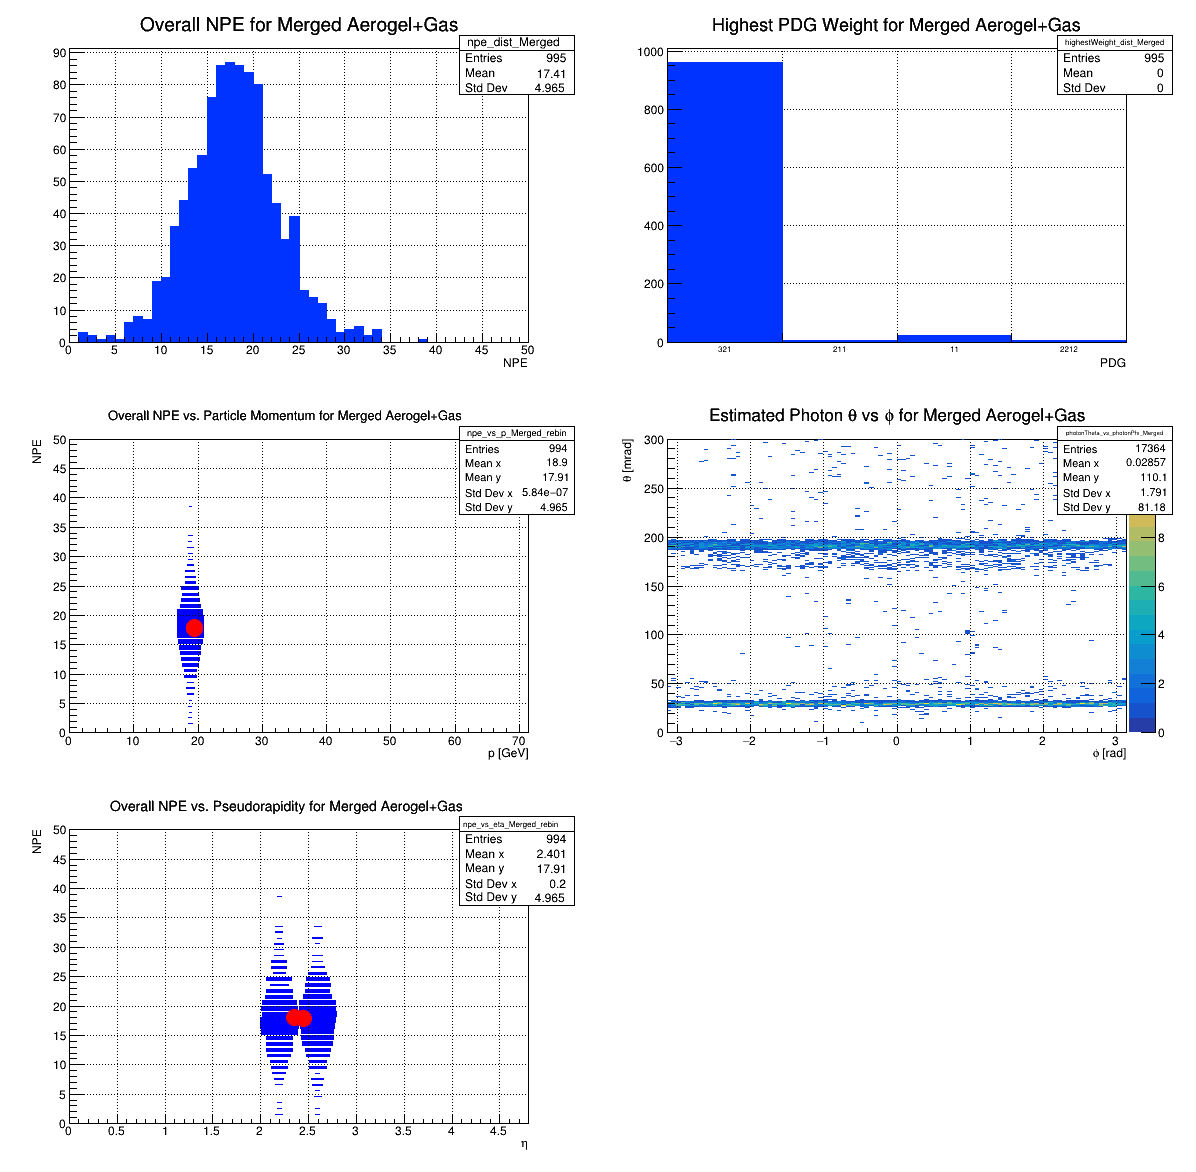 Overall NPE for Merged Aerogel+Gas
npe_dist_Merged
Entries 995
Mean 17.41
Std Dev 4.965
90
80
70
60
50
40
30
20
10
0
0 5 10 15 20 25 30 35 40 45 50
NPE
Highest PDG Weight for Merged Aerogel+Gas
highestWeight_dist_Merged
Entries 995
Mean 0
Std Dev 0
1000
800
600
400
200
0
321 211 11 2212
PDG
Overall NPE vs. Particle Momentum for Merged Aerogel+Gas
npe_vs_p_Merged_rebin
Entries 994
Mean x 18.9
Mean y 17.91
Std Dev x 5.84e−07
Std Dev y 4.965
NPE
50
45
40
35
30
25
20
15
10
5
0
0 10 20 30 40 50 60 70
p [GeV]
Estimated Photon θ vs ϕ for Merged Aerogel+Gas
photonTheta_vs_photonPhi_Merged
Entries 17364
Mean x 0.02857
Mean y 110.1
Std Dev x 1.791
Std Dev y 81.18
θ [mrad]
300
250
200
150
100
50
0
−3 −2 −1 0 1 2 3
ϕ [rad]
8
6
4
2
0
Overall NPE vs. Pseudorapidity for Merged Aerogel+Gas
npe_vs_eta_Merged_rebin
Entries 994
Mean x 2.401
Mean y 17.91
Std Dev x 0.2
Std Dev y 4.965
NPE
50
45
40
35
30
25
20
15
10
5
0
0 0.5 1 1.5 2 2.5 3 3.5 4 4.5
η